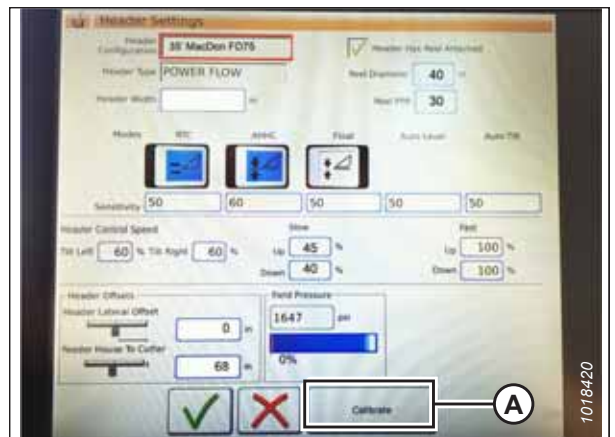 Header Settings
Header Configuration 35' MacDon FD75
Header Has Reel Attached
Header Type POWER FLOW
Reel Diameter 40 in
Header Width in
Reel PPR 30
Modes RTC AHHC Float Auto Level Auto Tilt
Sensitivity 50 60 50 50 50
Header Control Speed Slow Fast
Tilt Left 60 % Tilt Right 60 % Up 45 % Up 100 %
Down 40 % Down 100 %
Header Offsets
Header Lateral Offset
0 in
Feeder House To Cutter
68 in
Field Pressure
1647 psi
0%
Calibrate
A
1018420